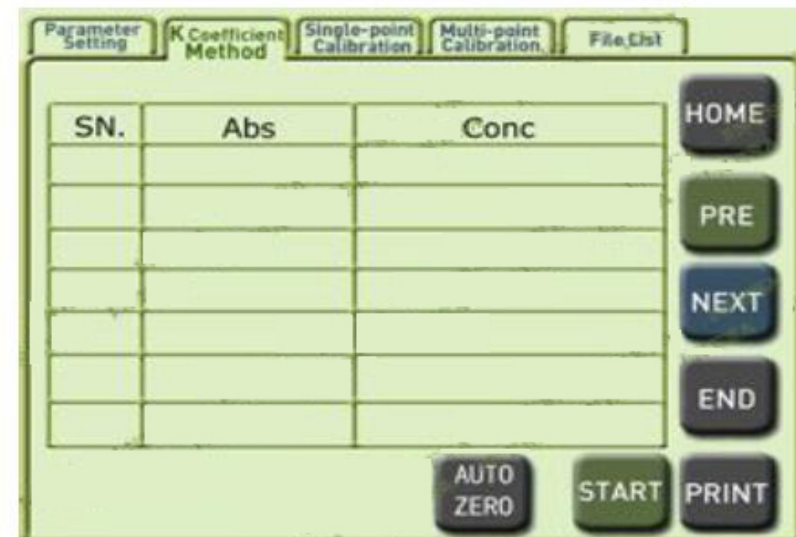 Parameter Setting
K Coefficient Method
Single-point Calibration
Multi-point Calibration
File List
SN. Abs Conc
HOME
PRE
NEXT
END
AUTO ZERO
START
PRINT